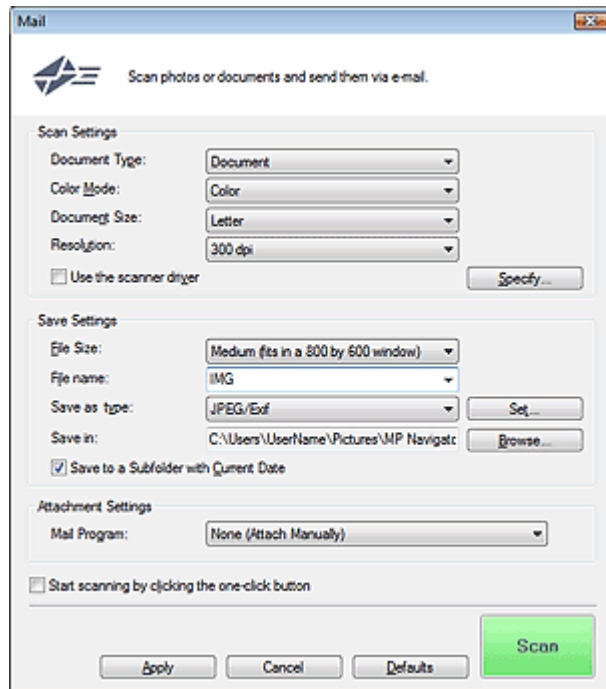 Mail
Scan photos or documents and send them via e-mail.
Scan Settings
Document Type: Document
Color Mode: Color
Document Size: Letter
Resolution: 300 dpi
Use the scanner driver Specify...
Save Settings
File Size: Medium (fits in a 800 by 600 window)
File name: IMG
Save as type: JPEG/Exif Set...
Save in: C:\Users\UserName\Pictures\MP Navigatc Browse...
Save to a Subfolder with Current Date
Attachment Settings
Mail Program: None (Attach Manually)
Start scanning by clicking the one-click button
Scan
Apply Cancel Defaults